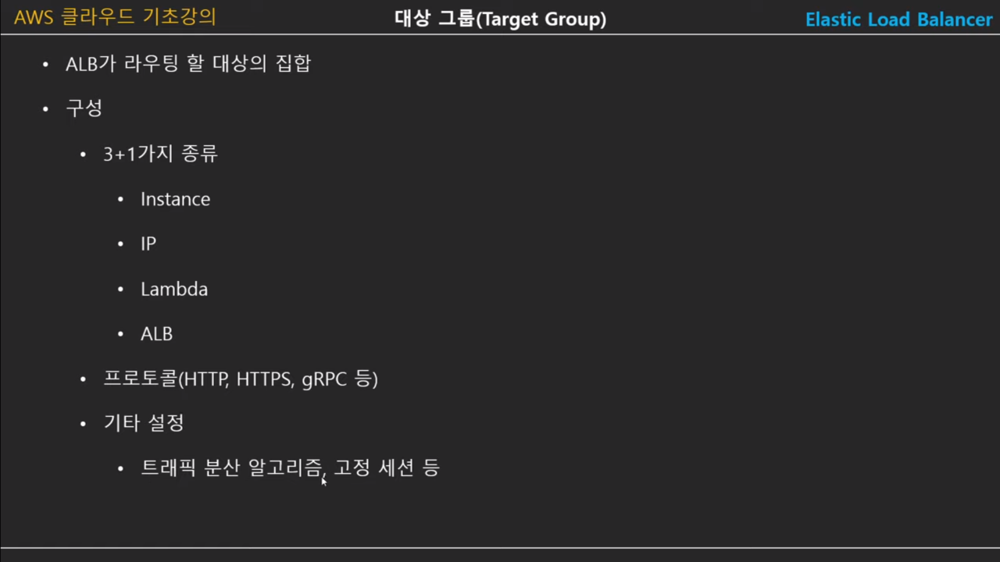 AWS 클라우드 기초강의
대상 그룹(Target Group)
Elastic Load Balancer
• ALB가 라우팅 할 대상의 집합
• 구성
• 3+1가지 종류
• Instance
• IP
• Lambda
• ALB
• 프로토콜(HTTP, HTTPS, gRPC 등)
• 기타 설정
• 트래픽 분산 알고리즘, 고정 세션 등